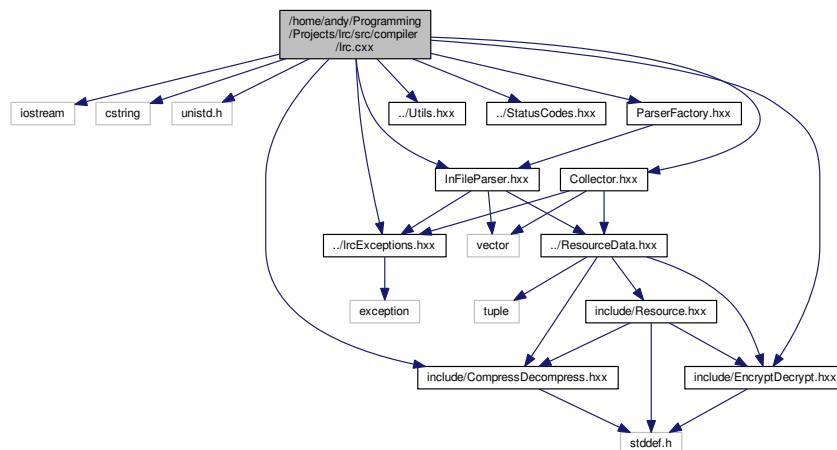 /home/andy/Programming
/Projects/lrc/src/compiler
/lrc.cxx
iostream
cstring
unistd.h
../Utils.hxx
../StatusCodes.hxx
ParserFactory.hxx
InFileParser.hxx
Collector.hxx
../lrcExceptions.hxx
vector
../ResourceData.hxx
exception
tuple
include/Resource.hxx
include/CompressDecompress.hxx
include/EncryptDecrypt.hxx
stddef.h